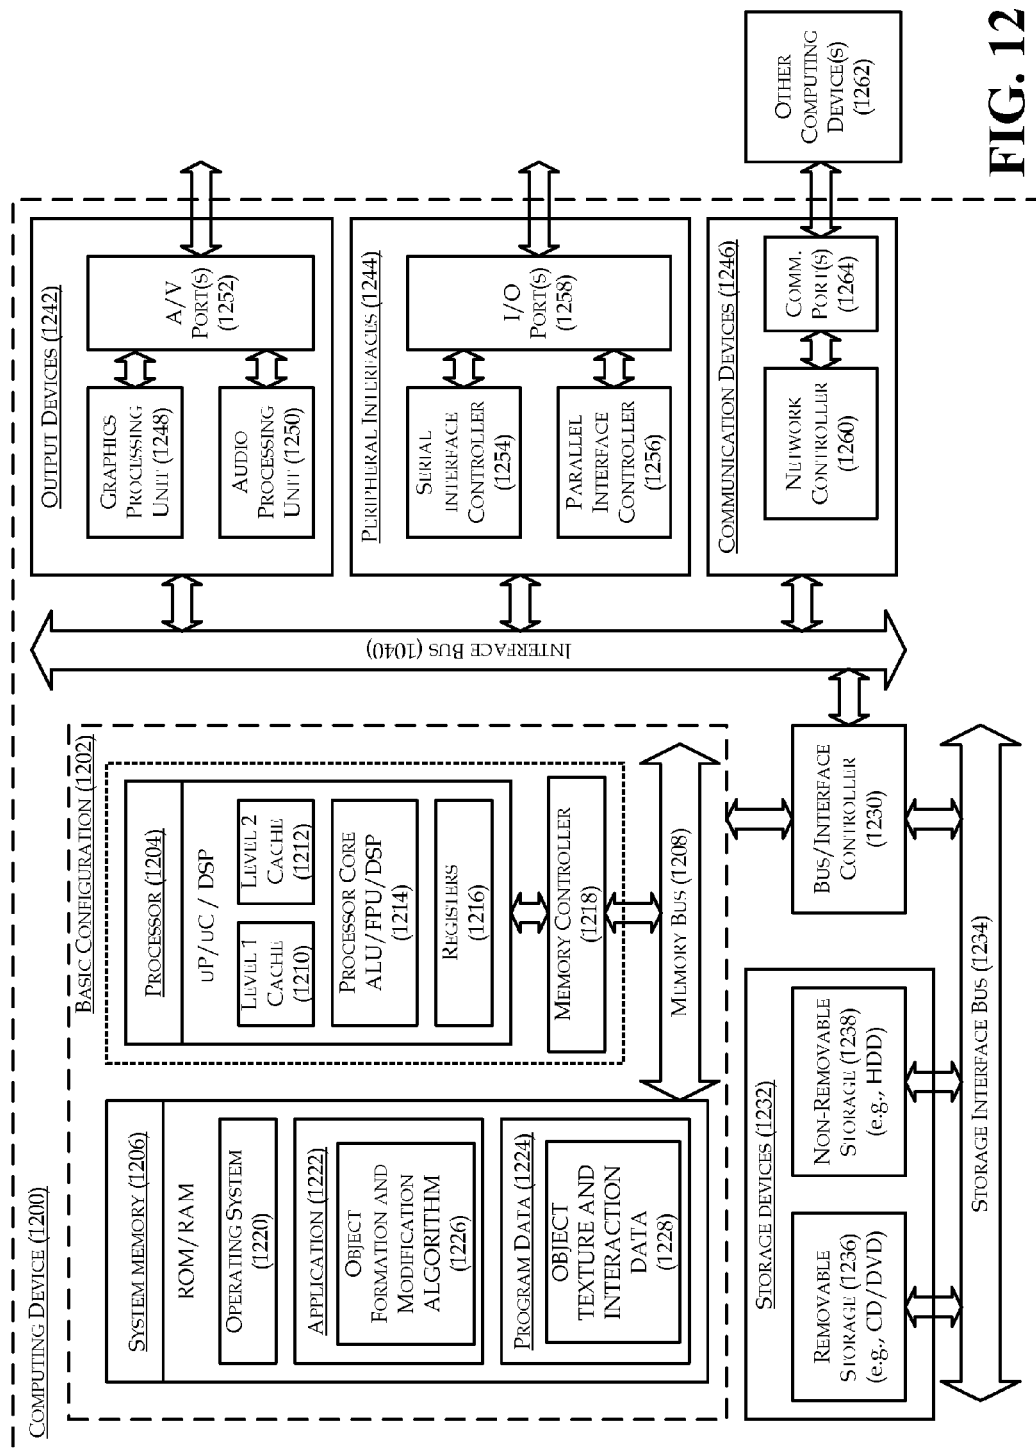 COMPUTING DEVICE (1200)
BASIC CONFIGURATION (1202)
SYSTEM MEMORY (1206)
ROM/RAM
OPERATING SYSTEM
(1220)
APPLICATION (1222)
OBJECT
FORMATION AND
MODIFICATION
ALGORITHM
(1226)
PROGRAM DATA (1224)
OBJECT
TEXTURE AND
INTERACTION
DATA
(1228)
PROCESSOR (1204)
uP/uC / DSP
LEVEL 1
CACHE
(1210)
LEVEL 2
CACHE
(1212)
PROCESSOR CORE
ALU/FPU/DSP
(1214)
REGISTERS
(1216)
MEMORY CONTROLLER
(1218)
MEMORY BUS (1208)
STORAGE DEVICES (1232)
REMOVABLE
STORAGE (1236)
(e.g., CD/DVD)
NON-REMOVABLE
STORAGE (1238)
(e.g., HDD)
BUS/INTERFACE
CONTROLLER
(1230)
STORAGE INTERFACE BUS (1234)
INTERFACE BUS (1040)
OUTPUT DEVICES (1242)
GRAPHICS
PROCESSING
UNIT (1248)
AUDIO
PROCESSING
UNIT (1250)
A/V
PORT(S)
(1252)
PERIPHERAL INTERFACES (1244)
SERIAL
INTERFACE
CONTROLLER
(1254)
PARALLEL
INTERFACE
CONTROLLER
(1256)
I/O
PORT(S)
(1258)
COMMUNICATION DEVICES (1246)
NETWORK
CONTROLLER
(1260)
COMM.
PORT(S)
(1264)
OTHER
COMPUTING
DEVICE(S)
(1262)
FIG. 12